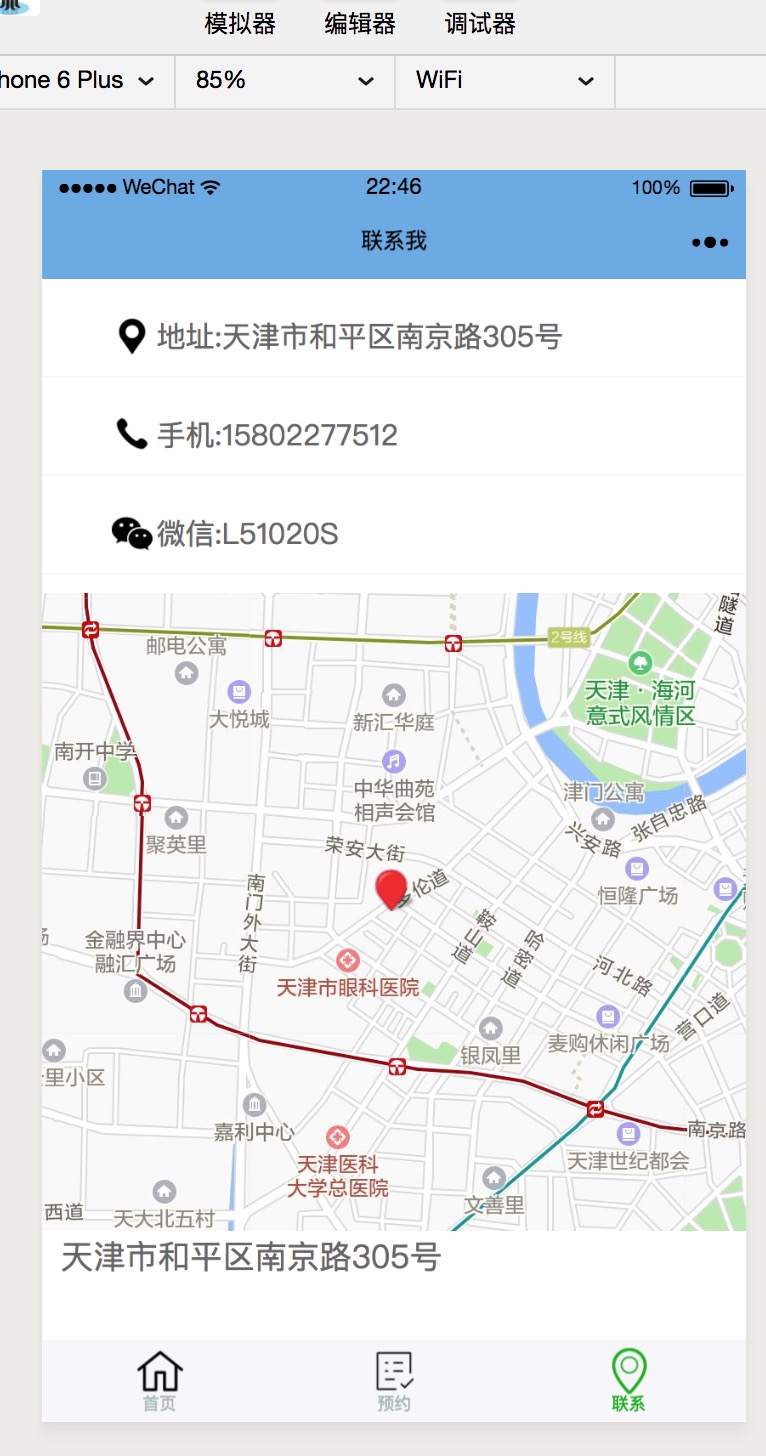 模拟器 编辑器 调试器
hone 6 Plus 85% WiFi
WeChat 22:46 100%
联系我
地址:天津市和平区南京路305号
手机:15802277512
微信:L51020S
隧道
2号线
邮电公寓
天津·海河
意式风情区
大悦城
新汇华庭
南开中学
中华曲苑
相声会馆
津门公寓
张自忠路
兴安路
聚英里
荣安大街
多伦道
恒隆广场
南门外大街
鞍山道
哈密道
金融界中心
融汇广场
河北路
天津市眼科医院
营口道
银凤里
麦购休闲广场
里小区
嘉利中心
南京路
天津医科
大学总医院
天津世纪都会
文善里
西道
天大北五村
天津市和平区南京路305号
首页 预约 联系